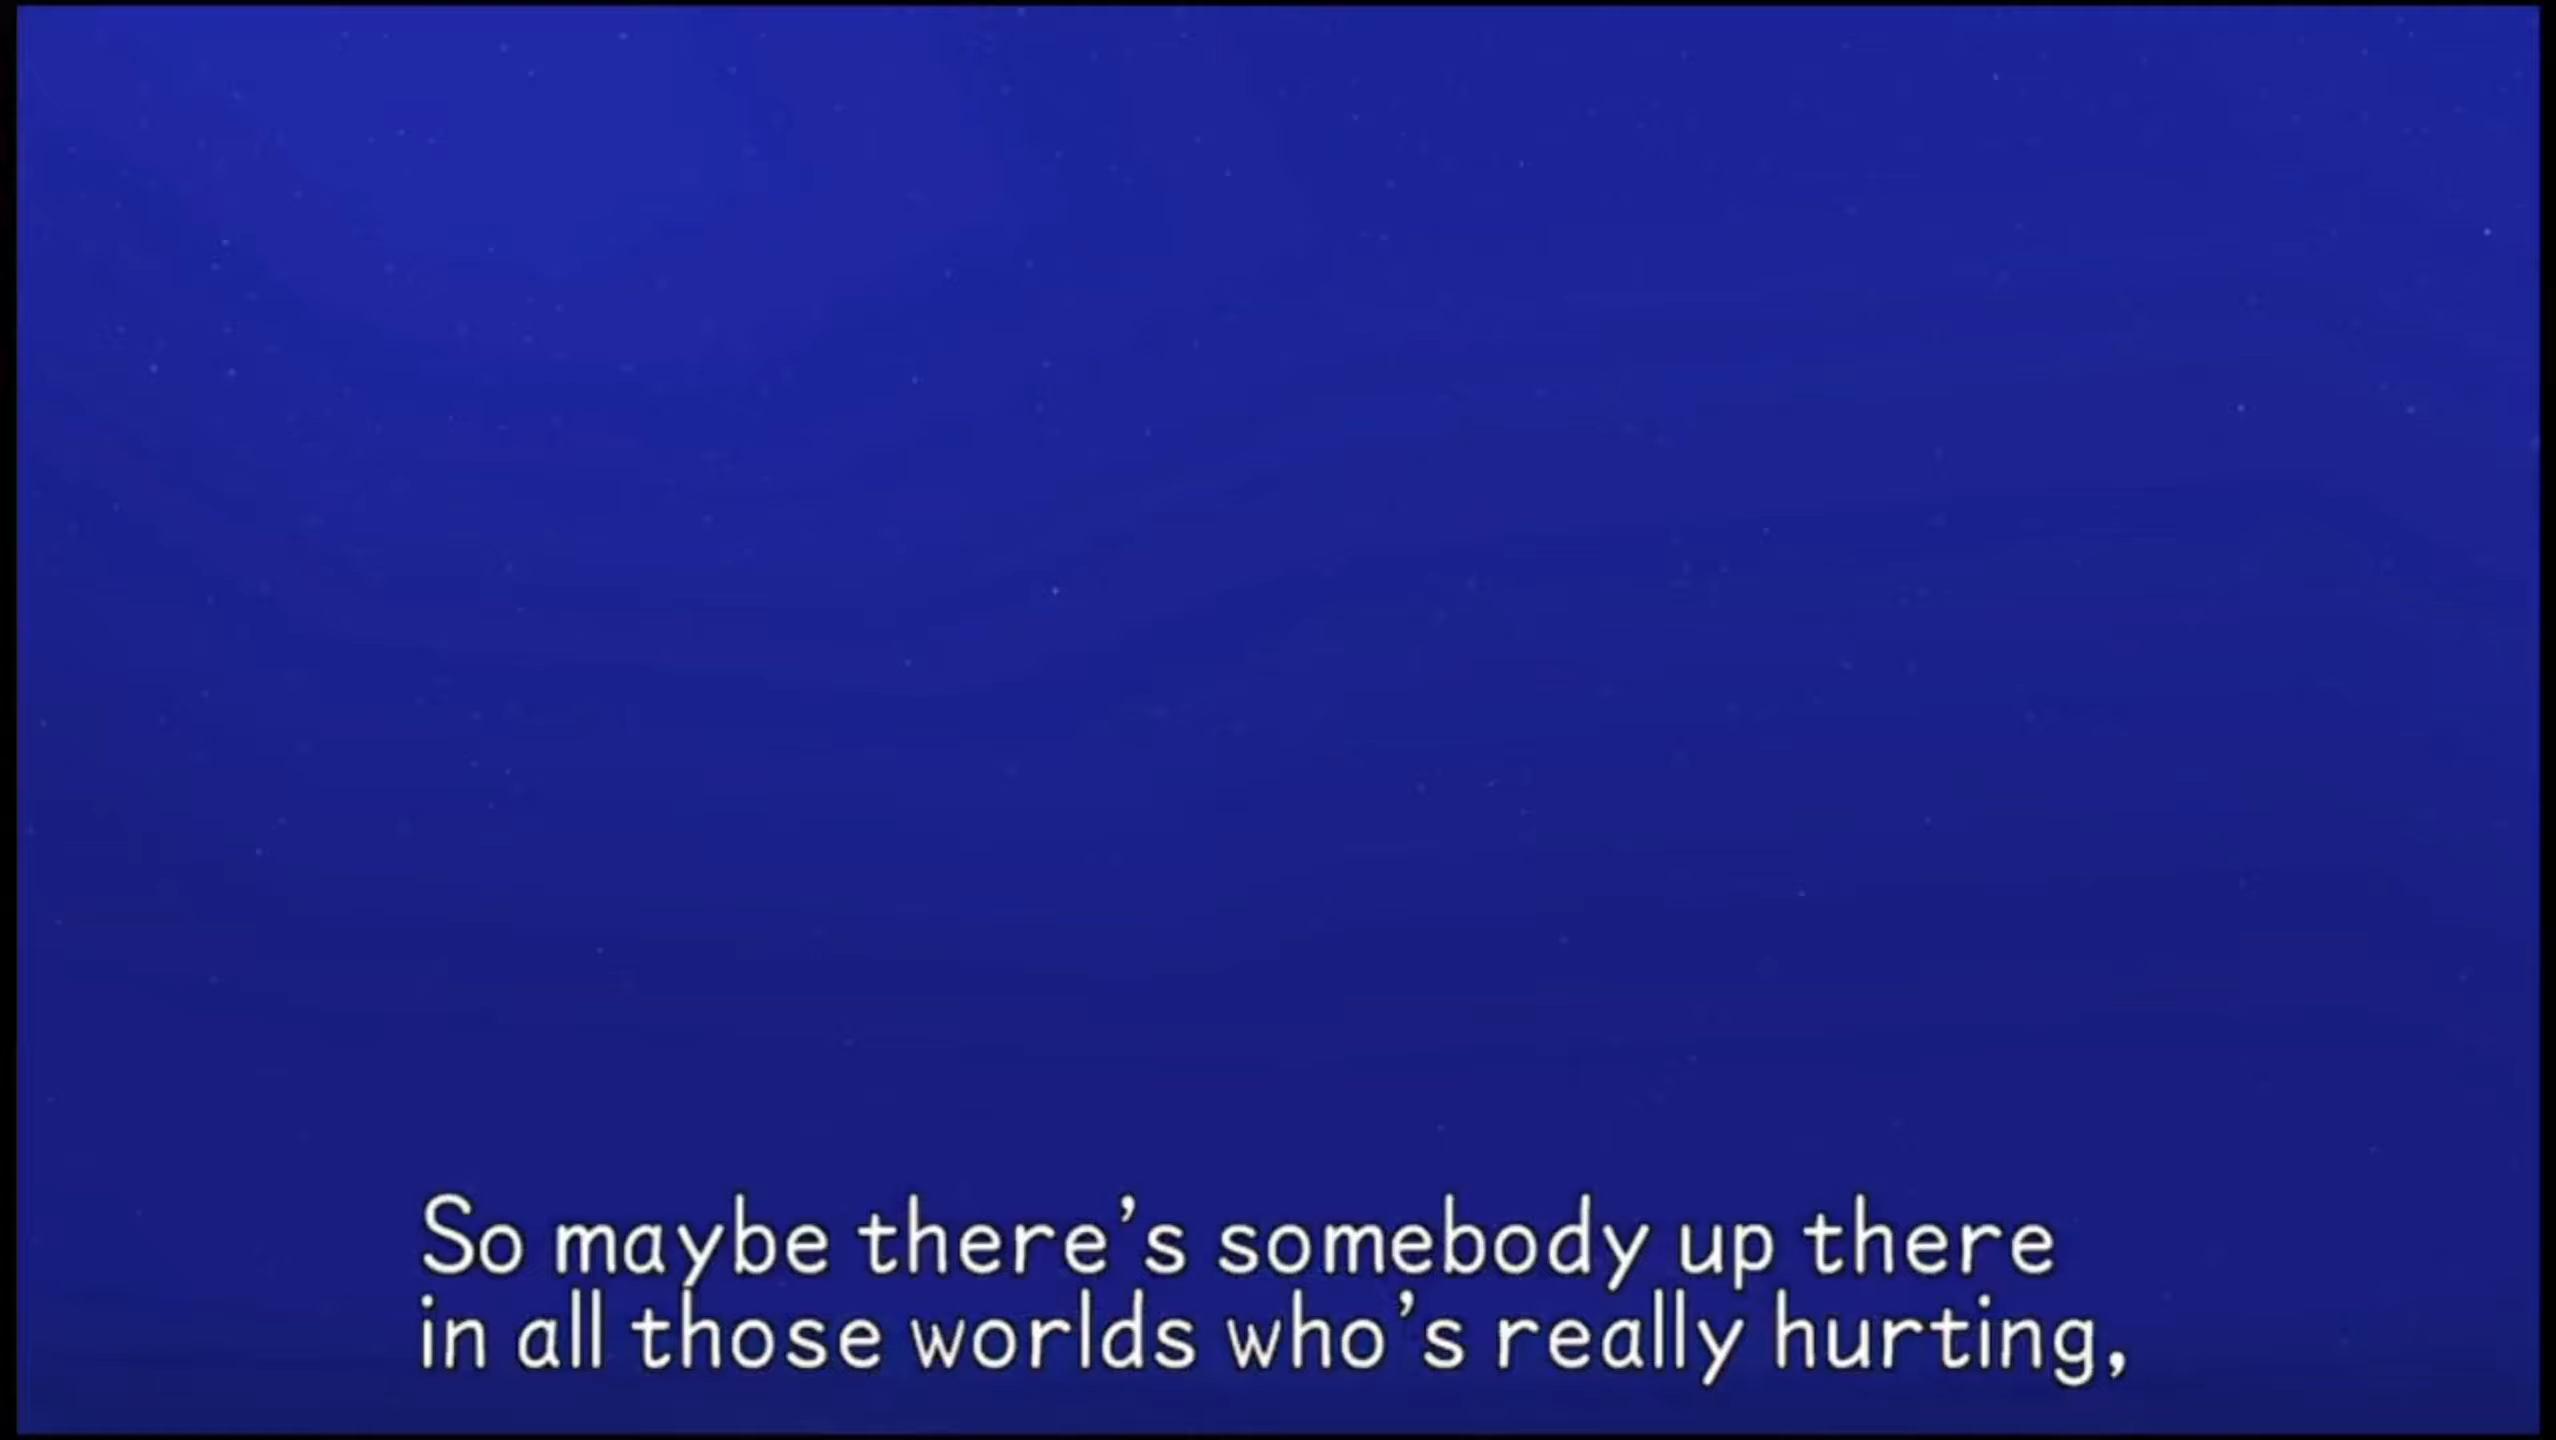 So maybe there's somebody up there
in all those worlds who's really hurting,